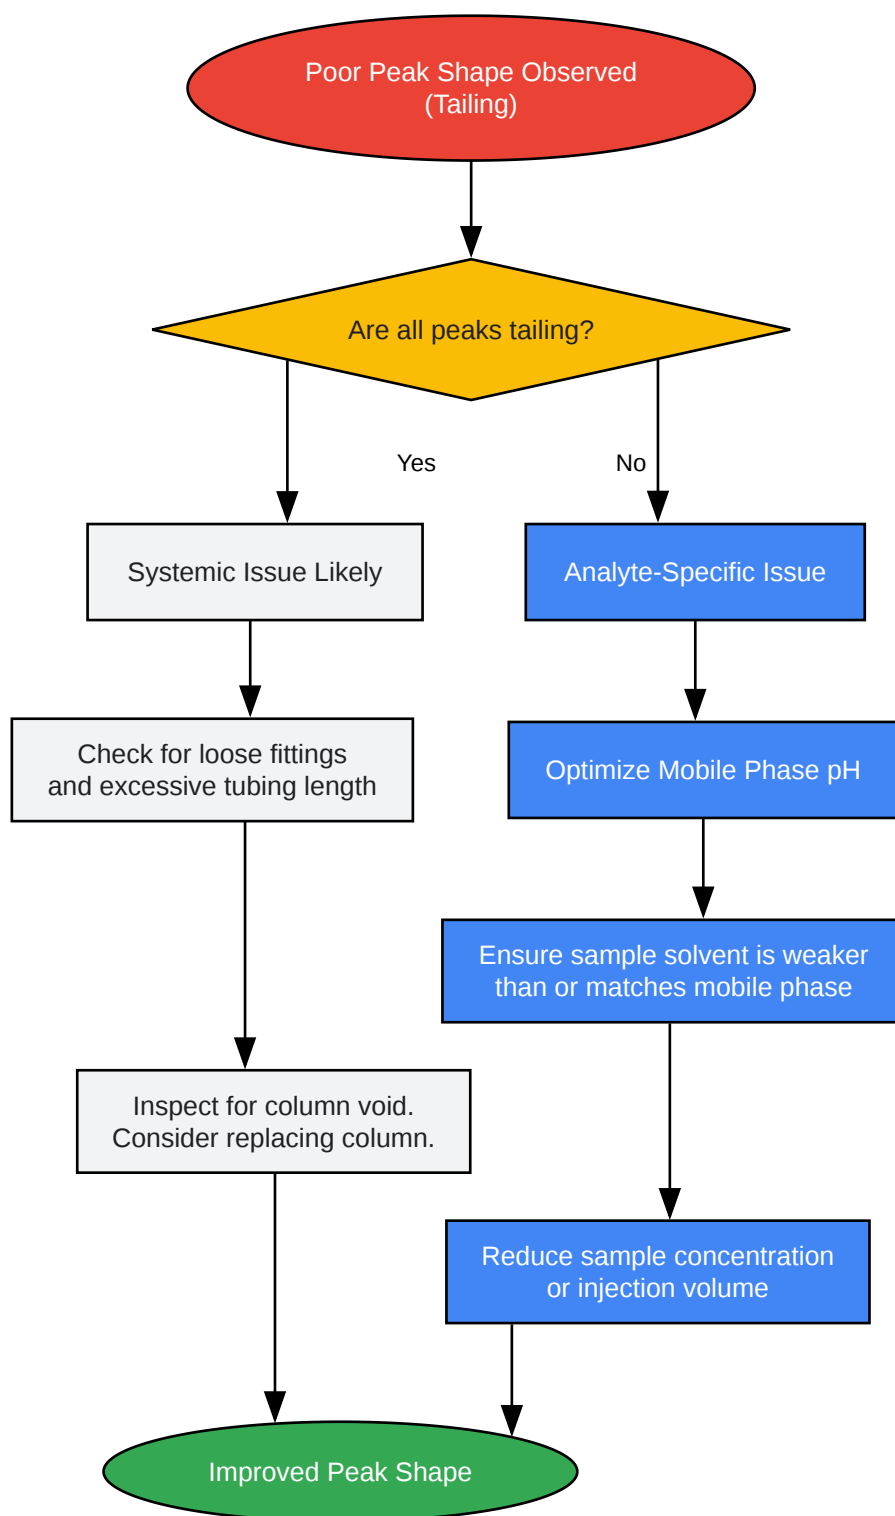 Poor Peak Shape Observed
(Tailing)
Are all peaks tailing?
Yes
No
Systemic Issue Likely
Analyte-Specific Issue
Check for loose fittings
and excessive tubing length
Optimize Mobile Phase pH
Ensure sample solvent is weaker
than or matches mobile phase
Inspect for column void.
Consider replacing column.
Reduce sample concentration
or injection volume
Improved Peak Shape